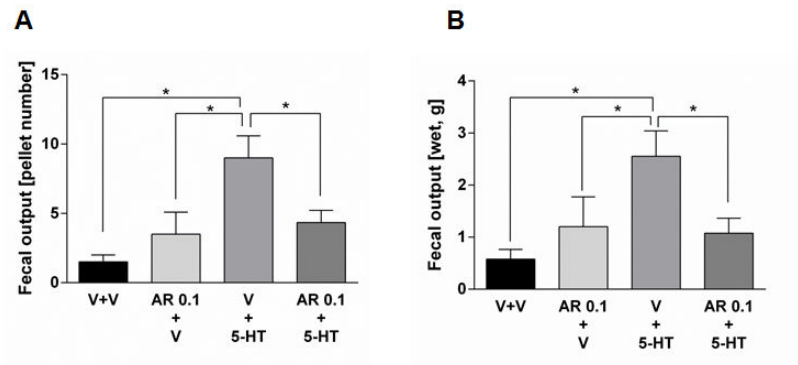 A
Fecal output [pellet number]
15
10
5
0
*
*
*
V+V
AR 0.1
+
V
V
+
5-HT
AR 0.1
+
5-HT
B
Fecal output [wet, g]
4
3
2
1
0
*
*
*
V+V
AR 0.1
+
V
V
+
5-HT
AR 0.1
+
5-HT